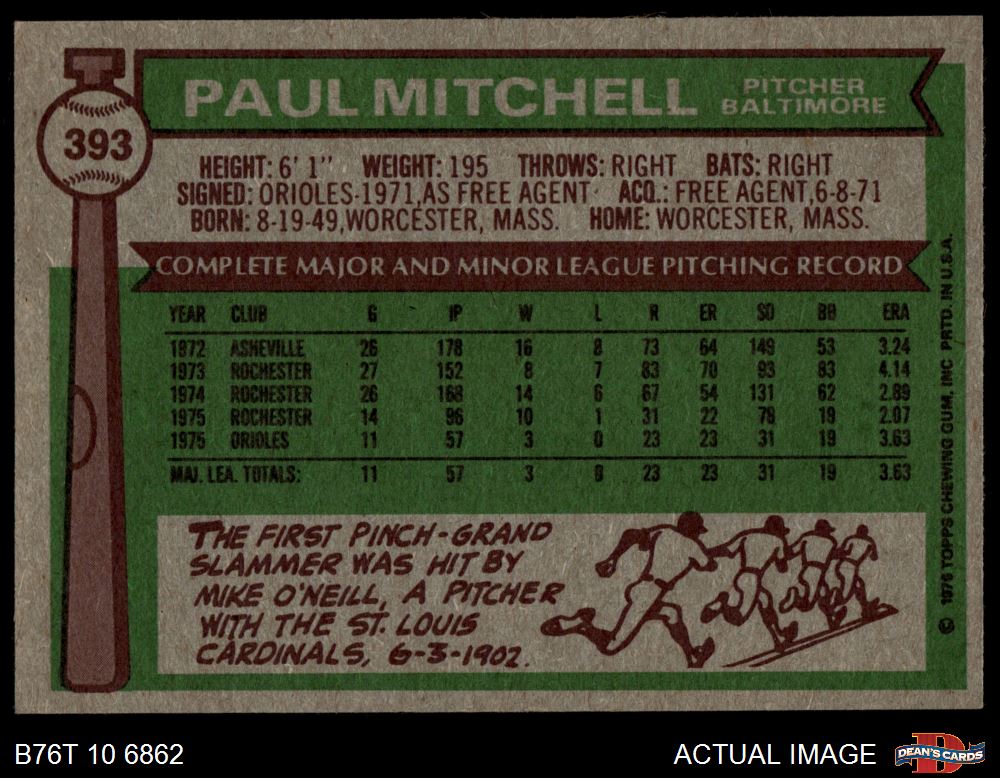 393
PAUL MITCHELL
PITCHER
BALTIMORE
HEIGHT: 6' 1" WEIGHT: 195 THROWS: RIGHT BATS: RIGHT
SIGNED: ORIOLES-1971, AS FREE AGENT ACQ.: FREE AGENT, 6-8-71
BORN: 8-19-49, WORCESTER, MASS. HOME: WORCESTER, MASS.
COMPLETE MAJOR AND MINOR LEAGUE PITCHING RECORD
YEAR CLUB G IP W L R ER SO BB ERA
1972 ASHEVILLE 26 178 16 8 73 64 149 53 3.24
1973 ROCHESTER 27 152 8 7 83 70 93 83 4.14
1974 ROCHESTER 26 168 14 6 67 54 131 62 2.89
1975 ROCHESTER 14 96 10 1 31 22 78 19 2.07
1975 ORIOLES 11 57 3 0 23 23 31 19 3.63
MAJ. LEA. TOTALS: 11 57 3 0 23 23 31 19 3.63
THE FIRST PINCH-GRAND
SLAMMER WAS HIT BY
MIKE O'NEILL, A PITCHER
WITH THE ST. LOUIS
CARDINALS, 6-3-1902.
© 1976 TOPPS CHEWING GUM, INC PRTD. IN U.S.A.
B76T 10 6862
ACTUAL IMAGE
DEAN'S CARDS